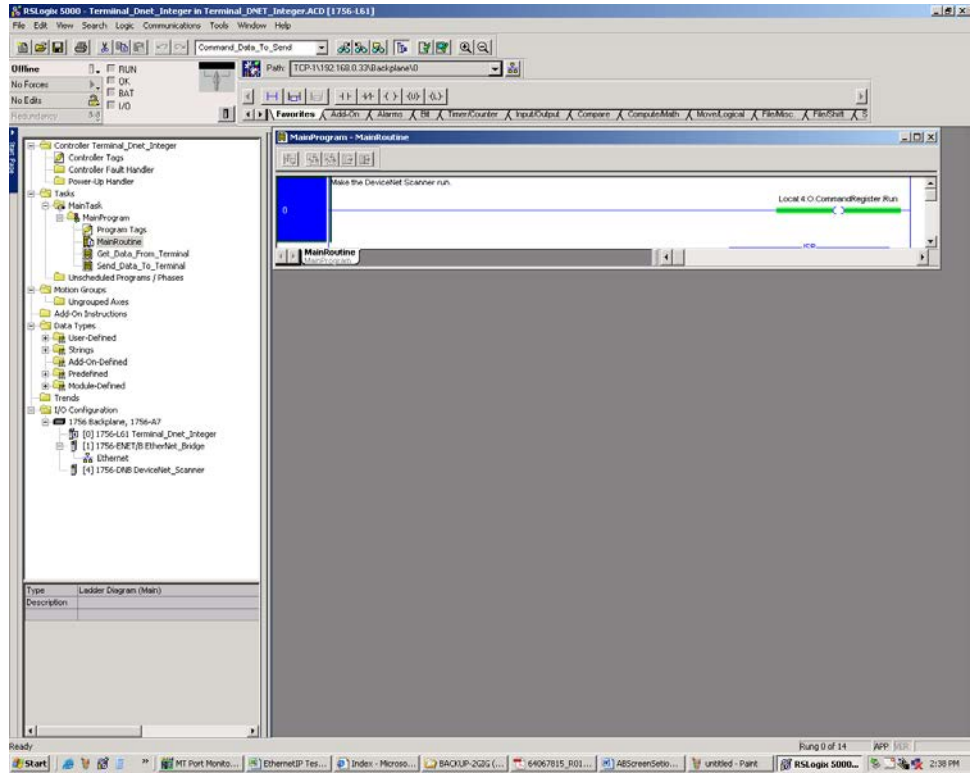 RSLogix 5000 - Termiinal_Dnet_Integer in Terminal_DNET_Integer.ACD [1756-L61]
File Edit View Search Logic Communications Tools Window Help
Command_Data_To_Send
Offline
RUN
Path: TCP-1\192.168.0.33\Backplane\0
No Forces
OK
BAT
No Edits
I/O
Redundancy
Favorites Add-On Alarms Bit Timer/Counter Input/Output Compare Compute/Math Move/Logical File/Misc. File/Shift S
Start Page
Controller Terminal_Dnet_Integer
Controller Tags
Controller Fault Handler
Power-Up Handler
Tasks
MainTask
MainProgram
Program Tags
MainRoutine
Get_Data_From_Terminal
Send_Data_To_Terminal
Unscheduled Programs / Phases
Motion Groups
Ungrouped Axes
Add-On Instructions
Data Types
User-Defined
Strings
Add-On-Defined
Predefined
Module-Defined
Trends
I/O Configuration
1756 Backplane, 1756-A7
[0] 1756-L61 Terminal_Dnet_Integer
[1] 1756-ENET/B EtherNet_Bridge
Ethernet
[4] 1756-DNB DeviceNet_Scanner
MainProgram - MainRoutine
Make the DeviceNet Scanner run.
Local:4:O.CommandRegister.Run
0
JSR
MainRoutine
MainProgram
Type Ladder Diagram (Main)
Description
Ready
Rung 0 of 14 APP VER
Start
MT Port Monito...
EthernetIP Tes...
Index - Microso...
BACKUP-2GIG (...
64067815_R01...
ABScreenSetio...
untitled - Paint
RSLogix 5000...
2:38 PM